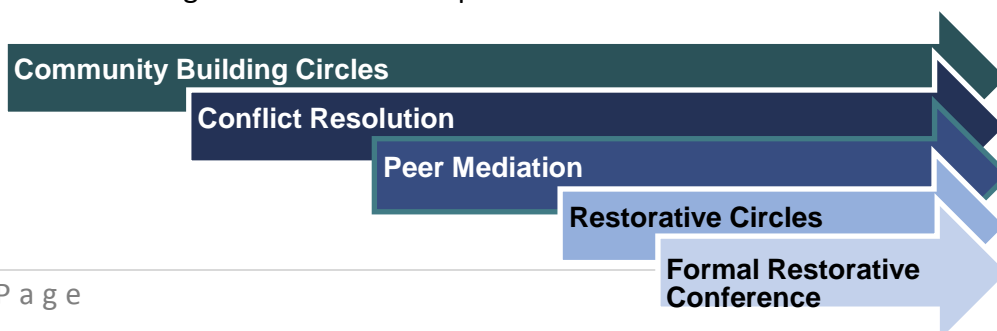 Community Building Circles
Conflict Resolution
Peer Mediation
Restorative Circles
Formal Restorative
Conference
P a g e